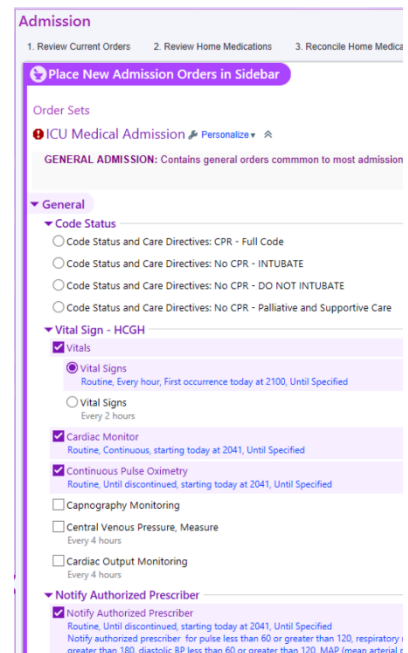 Admission
1. Review Current Orders 2. Review Home Medications 3. Reconcile Home Medica
Place New Admission Orders in Sidebar
Order Sets
ICU Medical Admission Personalize
GENERAL ADMISSION: Contains general orders commmon to most admission
General
Code Status
Code Status and Care Directives: CPR - Full Code
Code Status and Care Directives: No CPR - INTUBATE
Code Status and Care Directives: No CPR - DO NOT INTUBATE
Code Status and Care Directives: No CPR - Palliative and Supportive Care
Vital Sign - HCGH
Vitals
Vital Signs
Routine, Every hour, First occurrence today at 2100, Until Specified
Vital Signs
Every 2 hours
Cardiac Monitor
Routine, Continuous, starting today at 2041, Until Specified
Continuous Pulse Oximetry
Routine, Until discontinued, starting today at 2041, Until Specified
Capnography Monitoring
Central Venous Pressure, Measure
Every 4 hours
Cardiac Output Monitoring
Every 4 hours
Notify Authorized Prescriber
Notify Authorized Prescriber
Routine, Until discontinued, starting today at 2041, Until Specified
Notify authorized prescriber for pulse less than 60 or greater than 120, respiratory
greater than 180, diastolic BP less than 60 or greater than 120, MAP (mean arterial